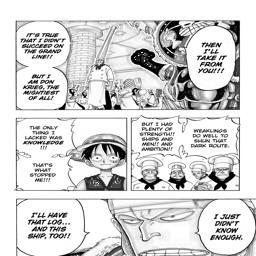 THEN
I'LL
TAKE IT
FROM
YOU!!!
IT'S TRUE
THAT I DIDN'T
SUCCEED ON
THE GRAND
LINE!!
BUT I
AM DON
KRIEG, THE
MIGHTIEST
OF ALL!
WEAKLINGS
DO WELL TO
SHUN THAT
DARK ROUTE.
BUT I HAD
PLENTY OF
STRENGTH!!
SHIPS AND
MEN!! AND
AMBITION!!
THE ONLY
THING I
LACKED WAS
KNOWLEDGE
!!!
THAT'S
WHAT
STOPPED
ME!!!
I JUST
DIDN'T
KNOW
ENOUGH.
I'LL HAVE
THAT LOG...
AND THIS
SHIP, TOO!!